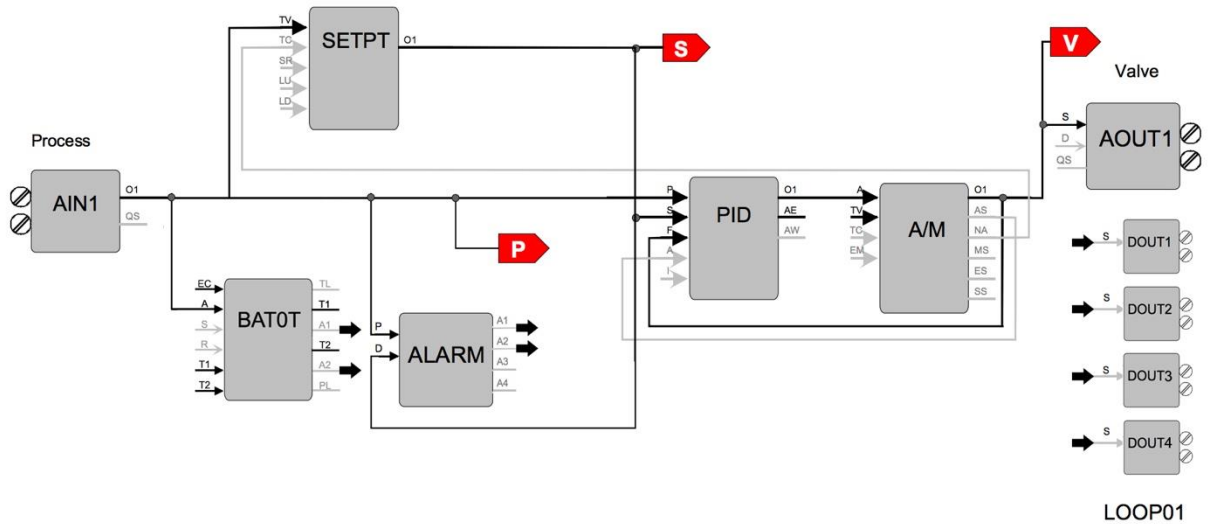 TV
TC
SR
LU
LD
SETPT
O1
S
V
Valve
S
D
QS
AOUT1
Process
AIN1
O1
QS
P
S
F
A
I
PID
O1
AE
AW
A
TV
TC
EM
A/M
O1
AS
NA
MS
ES
SS
P
EC
A
S
R
T1
T2
BAT0T
TL
T1
A1
T2
A2
PL
P
D
ALARM
A1
A2
A3
A4
S
DOUT1
S
DOUT2
S
DOUT3
S
DOUT4
LOOP01